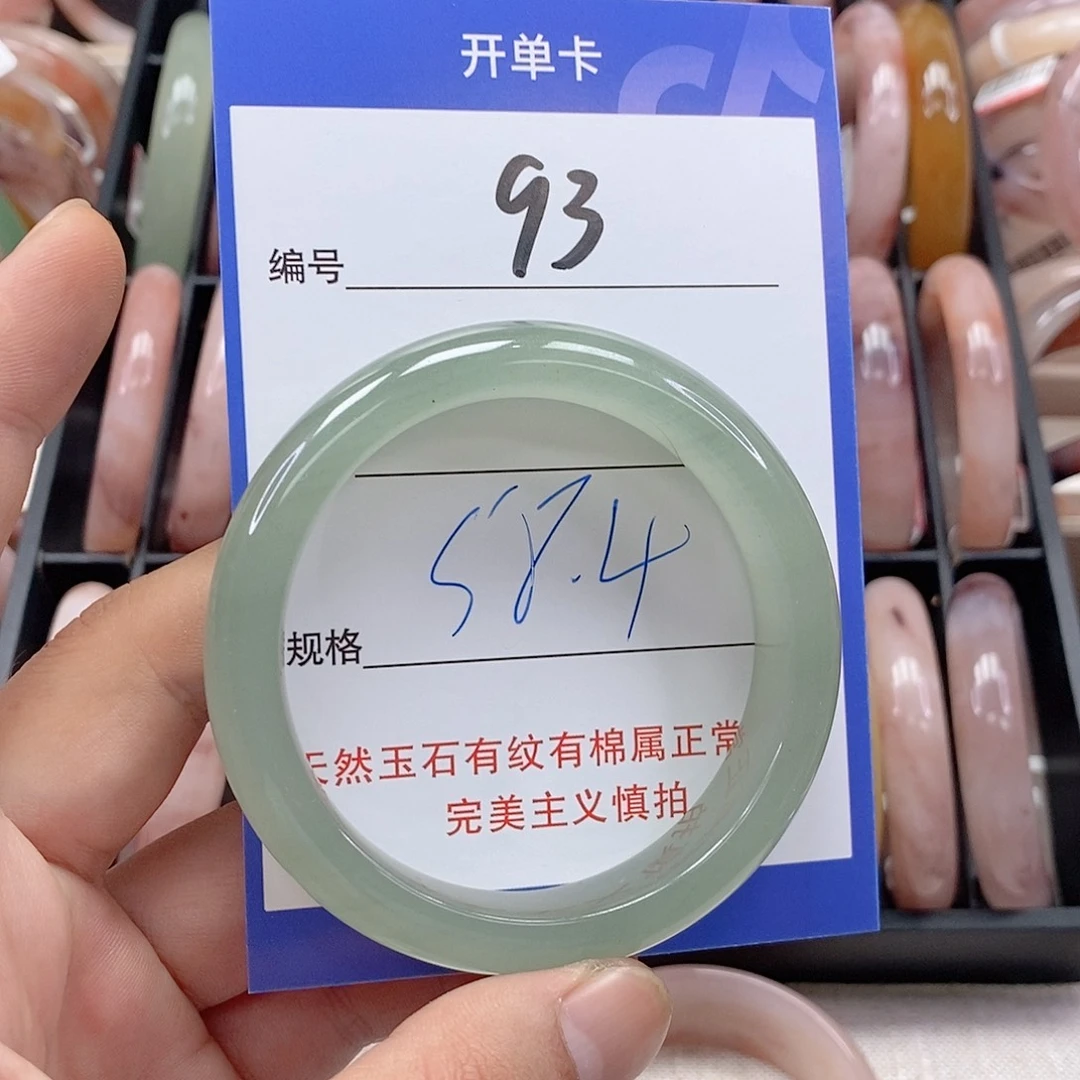 开单卡
编号 93
规格 58.4
天然玉石有纹有棉属正常
完美主义慎拍